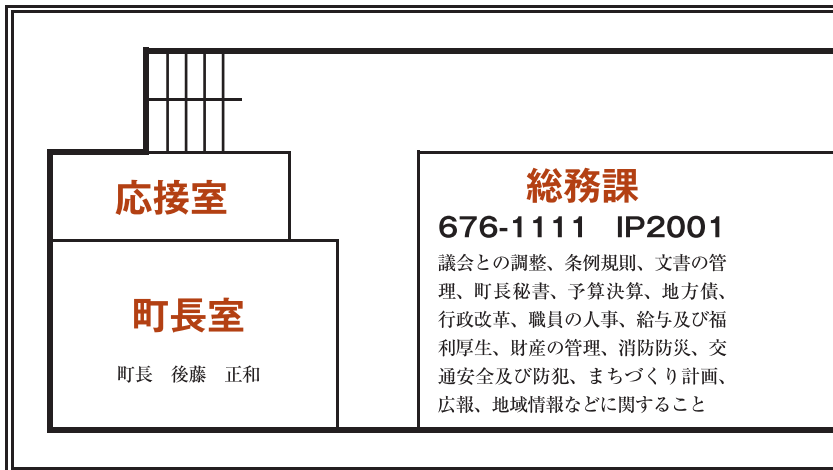 応接室
町長室
町長　後藤　正和
総務課
676-1111　IP2001
議会との調整、条例規則、文書の管
理、町長秘書、予算決算、地方債、
行政改革、職員の人事、給与及び福
利厚生、財産の管理、消防防災、交
通安全及び防犯、まちづくり計画、
広報、地域情報などに関すること